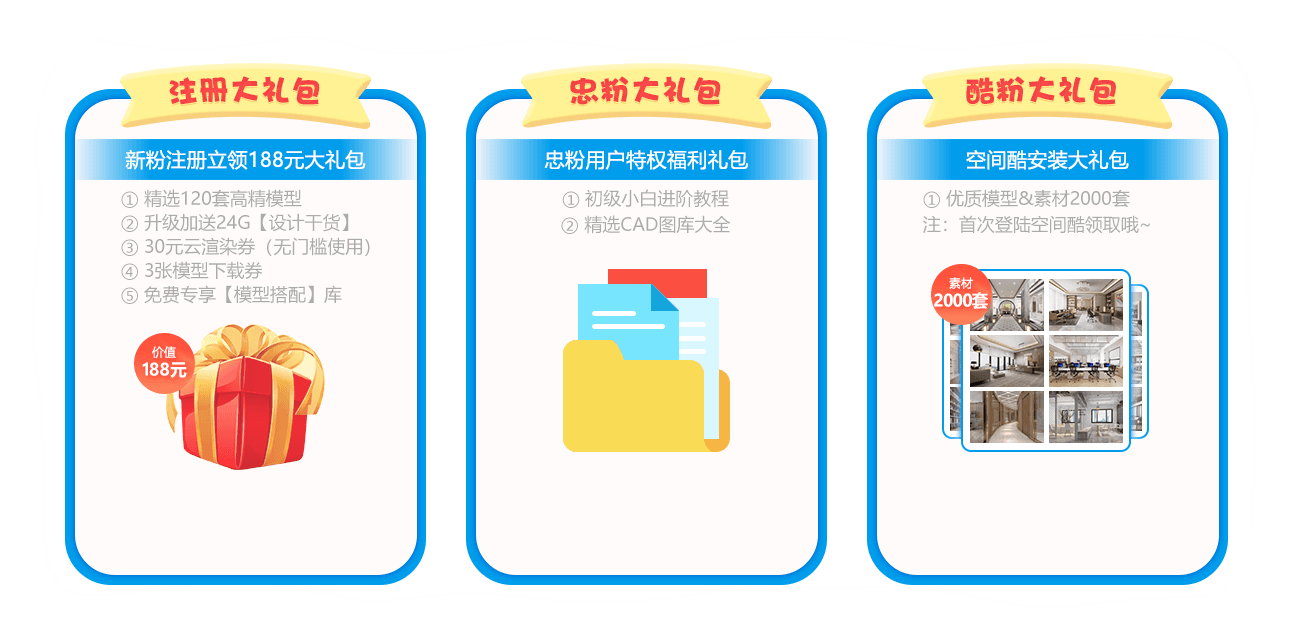 注册大礼包
新粉注册立领188元大礼包
① 精选120套高精模型
② 升级加送24G【设计干货】
③ 30元云渲染券（无门槛使用）
④ 3张模型下载券
⑤ 免费专享【模型搭配】库
价值
188元
忠粉大礼包
忠粉用户特权福利礼包
① 初级小白进阶教程
② 精选CAD图库大全
酷粉大礼包
空间酷安装大礼包
① 优质模型&素材2000套
注：首次登陆空间酷领取哦~
素材
2000套